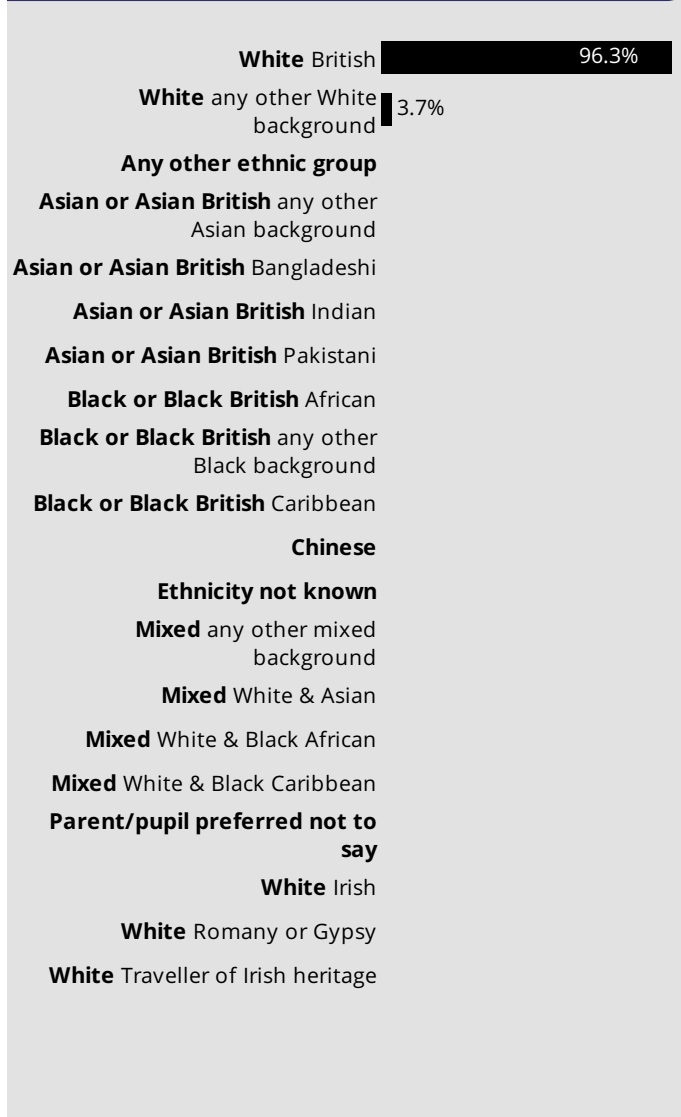 White British
96.3%
White any other White
background
3.7%
Any other ethnic group
Asian or Asian British any other
Asian background
Asian or Asian British Bangladeshi
Asian or Asian British Indian
Asian or Asian British Pakistani
Black or Black British African
Black or Black British any other
Black background
Black or Black British Caribbean
Chinese
Ethnicity not known
Mixed any other mixed
background
Mixed White & Asian
Mixed White & Black African
Mixed White & Black Caribbean
Parent/pupil preferred not to
say
White Irish
White Romany or Gypsy
White Traveller of Irish heritage